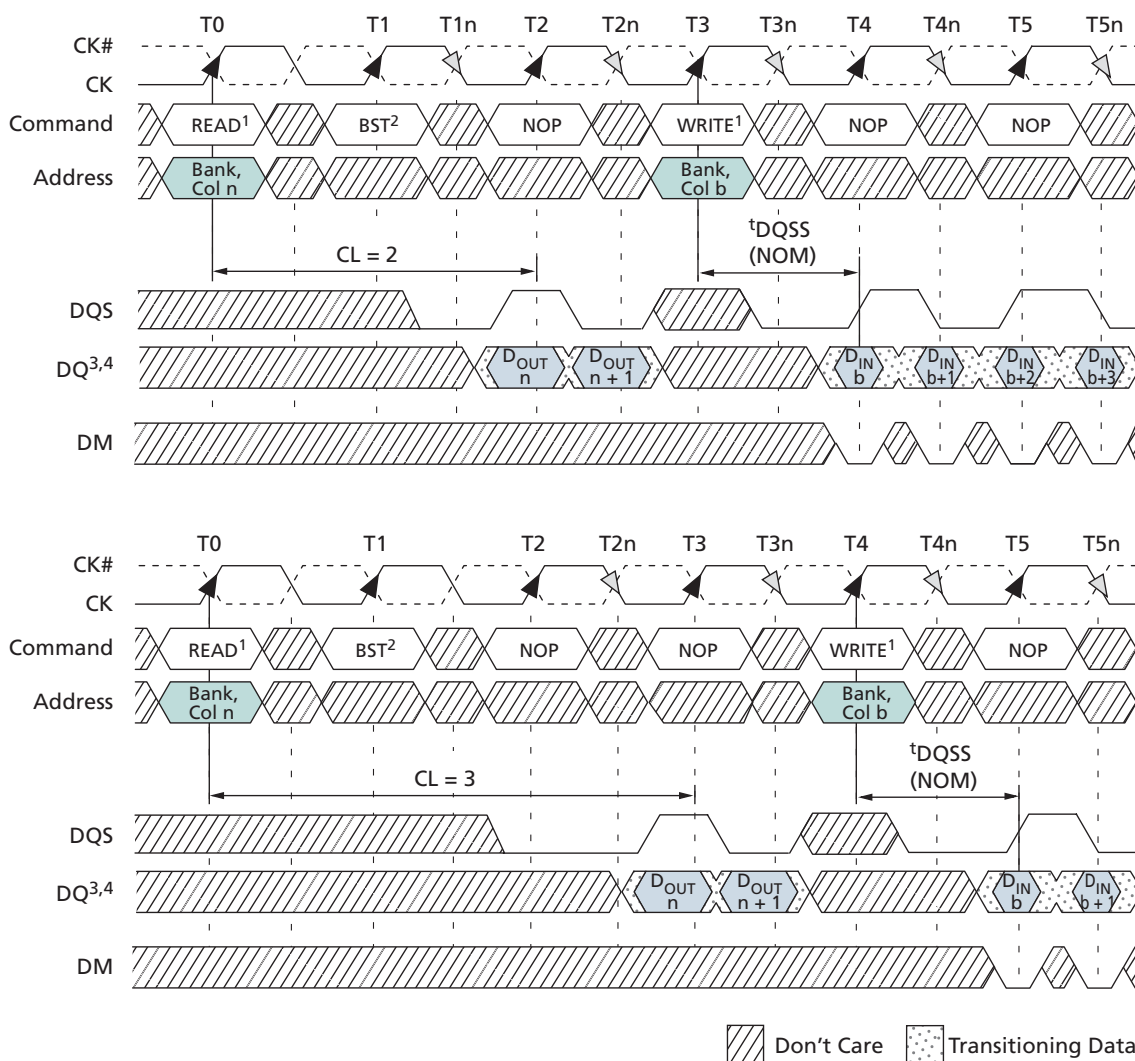 T0 T1 T1n T2 T2n T3 T3n T4 T4n T5 T5n
CK#
CK
Command READ¹ BST² NOP WRITE¹ NOP NOP
Address Bank, Col n Bank, Col b
CL = 2
ᵗDQSS
(NOM)
DQS
DQ³,⁴ DOUT n DOUT n + 1 DIN b DIN b+1 DIN b+2 DIN b+3
DM
T0 T1 T2 T2n T3 T3n T4 T4n T5 T5n
CK#
CK
Command READ¹ BST² NOP NOP WRITE¹ NOP
Address Bank, Col n Bank, Col b
CL = 3
ᵗDQSS
(NOM)
DQS
DQ³,⁴ DOUT n DOUT n + 1 DIN b DIN b + 1
DM
Don't Care Transitioning Data